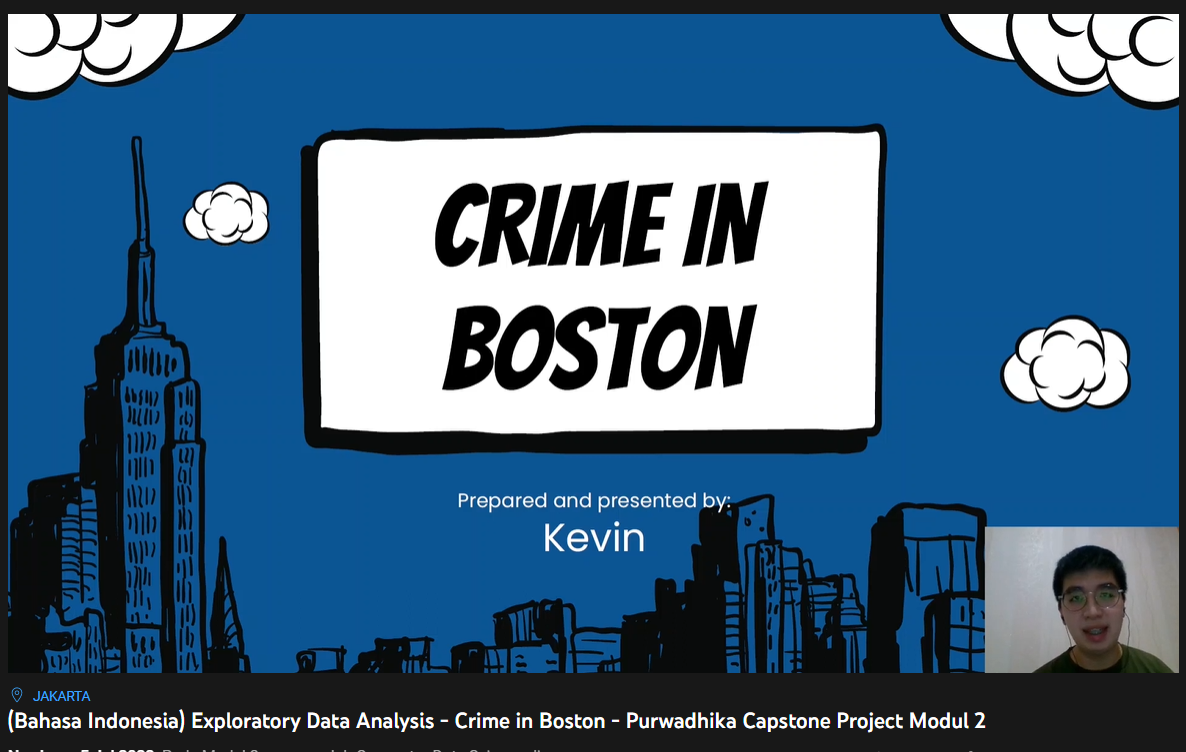 CRIME IN
BOSTON
Prepared and presented by:
Kevin
JAKARTA
(Bahasa Indonesia) Exploratory Data Analysis - Crime in Boston - Purwadhika Capstone Project Modul 2